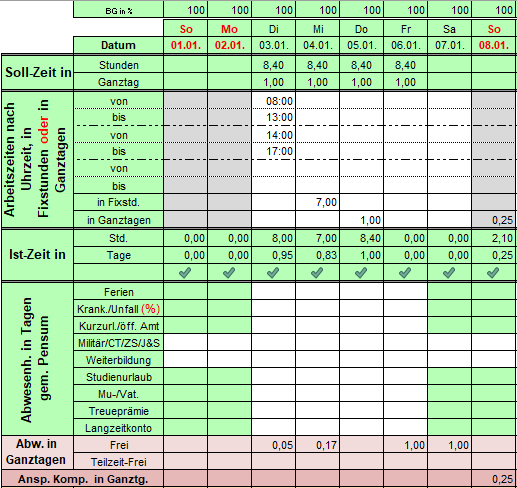 BG in % 100 100 100 100 100 100 100 100
So Mo Di Mi Do Fr Sa So
Datum 01.01. 02.01. 03.01. 04.01. 05.01. 06.01. 07.01. 08.01.
Soll-Zeit in
Stunden 8,40 8,40 8,40 8,40
Ganztag 1,00 1,00 1,00 1,00
Arbeitszeiten nach
Uhrzeit, in
Fixstunden oder in
Ganztagen
von 08:00
bis 13:00
von 14:00
bis 17:00
von
bis
in Fixstd. 7,00
in Ganztagen 1,00 0,25
Ist-Zeit in
Std. 0,00 0,00 8,00 7,00 8,40 0,00 0,00 2,10
Tage 0,00 0,00 0,95 0,83 1,00 0,00 0,00 0,25
Abwesenh. in Tagen
gem. Pensum
Ferien
Krank./Unfall (%)
Kurzurl./öff. Amt
Militär/CT/ZS/J&S
Weiterbildung
Studienurlaub
Mu-/Vat.
Treueprämie
Langzeitkonto
Abw. in
Ganztagen
Frei 0,05 0,17 1,00 1,00
Teilzeit-Frei
Ansp. Komp. in Ganztg. 0,25